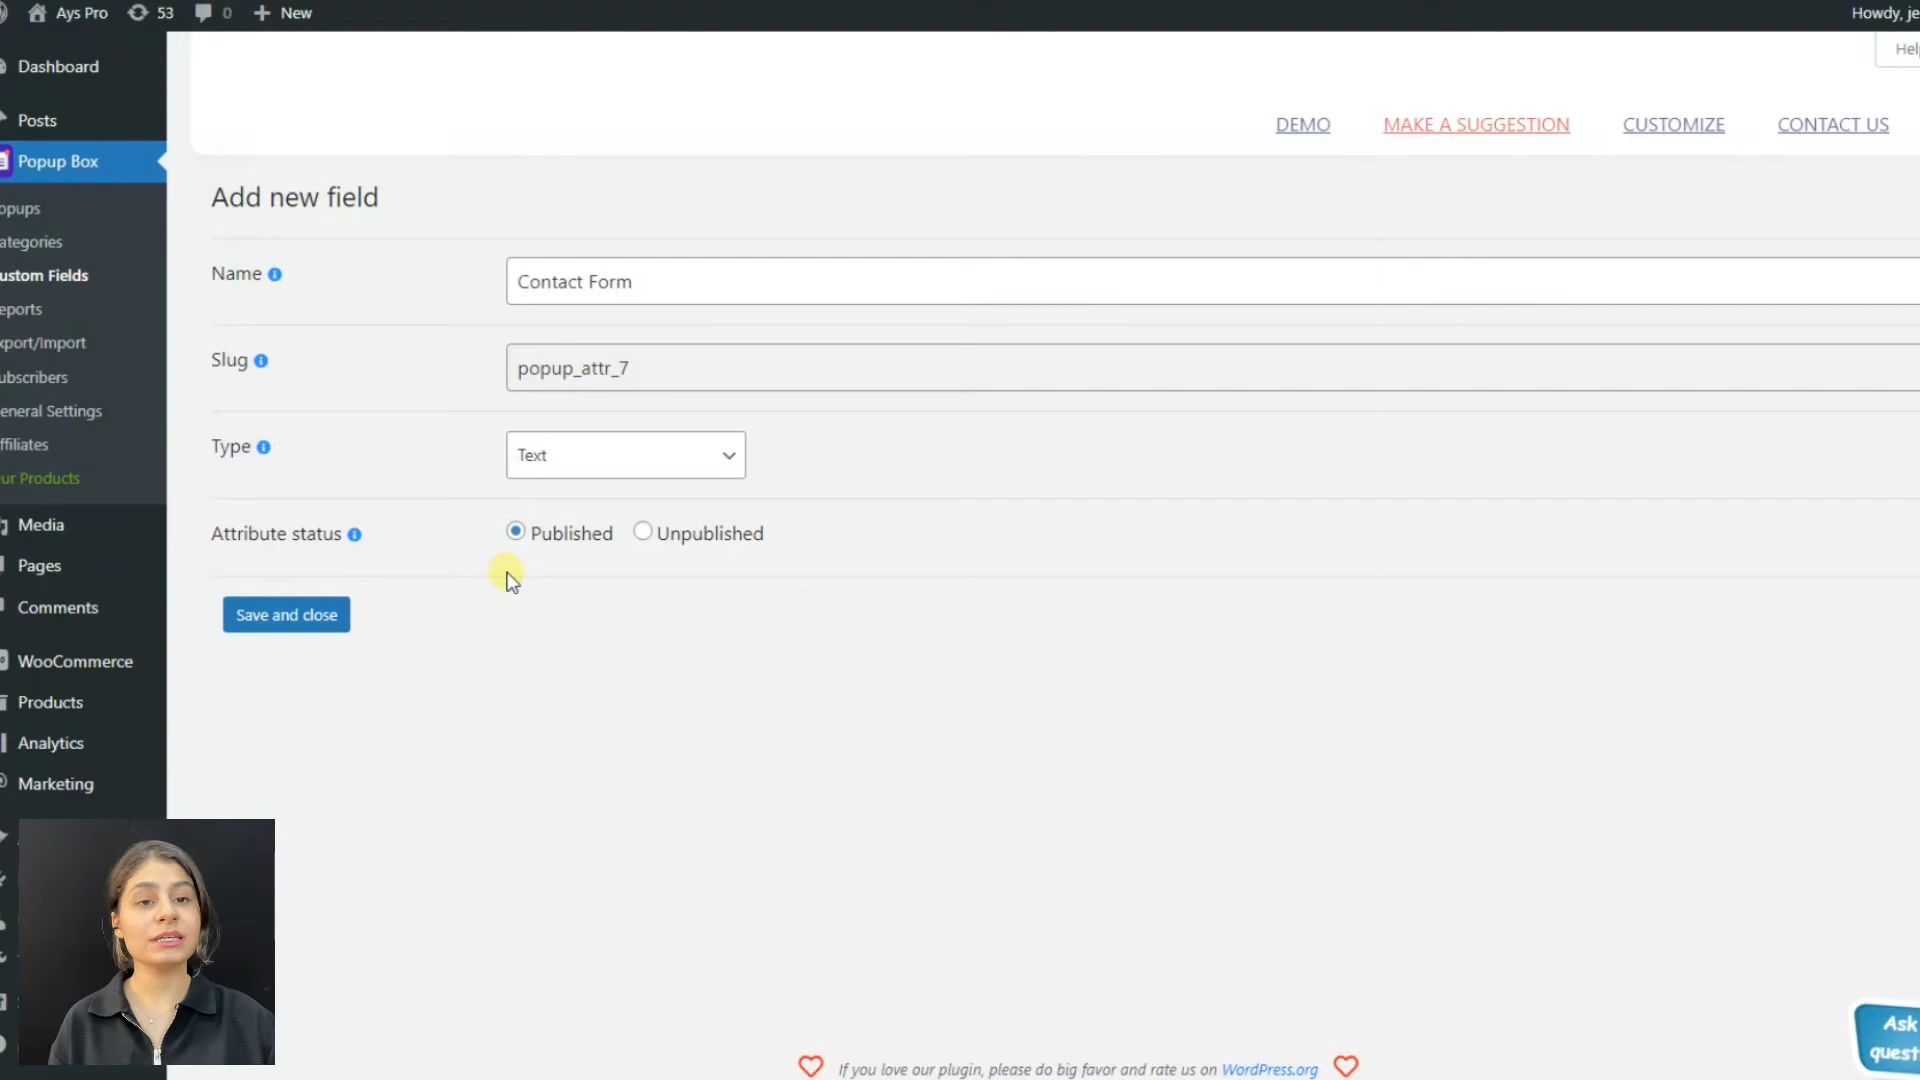 Ays Pro 53 0 New Howdy, je
Hel
Dashboard
Posts
Popup Box
opups
ategories
ustom Fields
eports
xport/Import
ubscribers
eneral Settings
ffiliates
ur Products
Media
Pages
Comments
WooCommerce
Products
Analytics
Marketing
DEMO MAKE A SUGGESTION CUSTOMIZE CONTACT US
Add new field
Name Contact Form
Slug popup_attr_7
Type Text
Attribute status Published Unpublished
Save and close
Ask
quest
If you love our plugin, please do big favor and rate us on WordPress.org